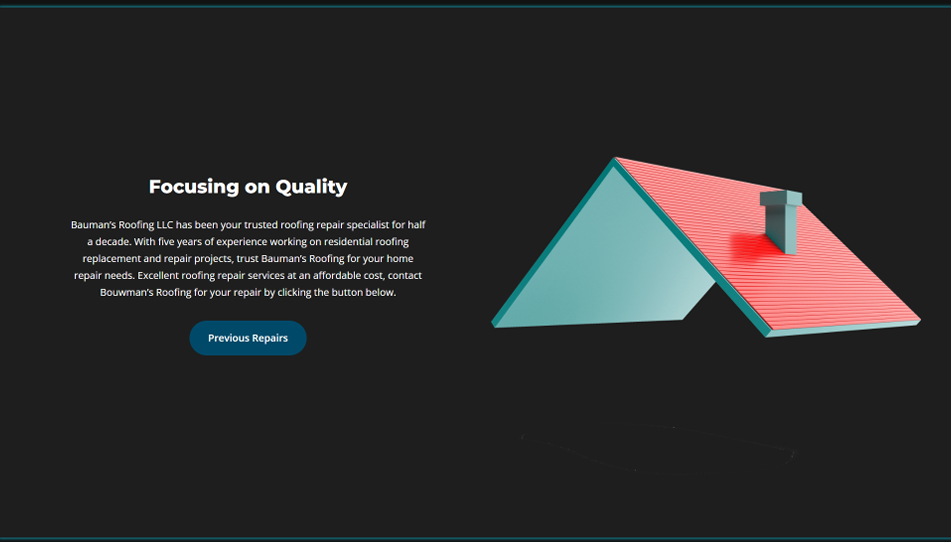 Focusing on Quality
Bauman's Roofing LLC has been your trusted roofing repair specialist for half
a decade. With five years of experience working on residential roofing
replacement and repair projects, trust Bauman's Roofing for your home
repair needs. Excellent roofing repair services at an affordable cost, contact
Bouwman's Roofing for your repair by clicking the button below.
Previous Repairs